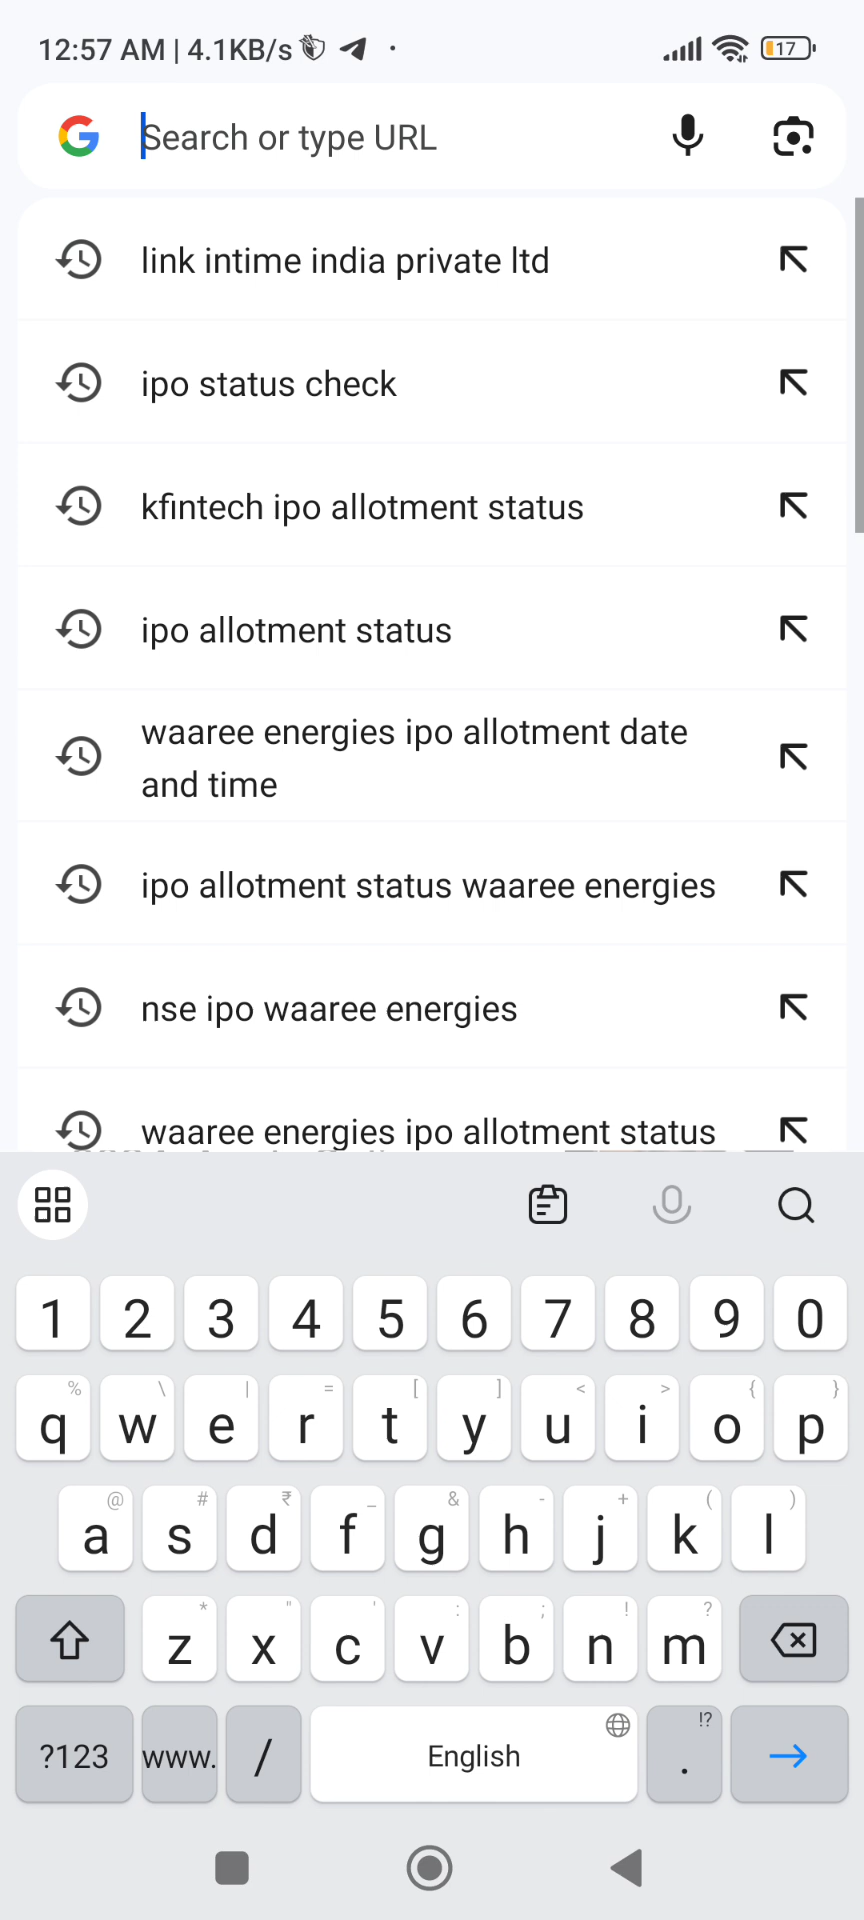 12:57 AM | 4.1KB/s
17
Search or type URL
link intime india private ltd
ipo status check
kfintech ipo allotment status
ipo allotment status
waaree energies ipo allotment date
and time
ipo allotment status waaree energies
nse ipo waaree energies
waaree energies ipo allotment status
1 2 3 4 5 6 7 8 9 0
% \ | = [ ] < > { }
q w e r t y u i o p
@ # ₹ _ & - + ( )
a s d f g h j k l
* " ' : ; ! ?
z x c v b n m
!?
?123 www. / English .